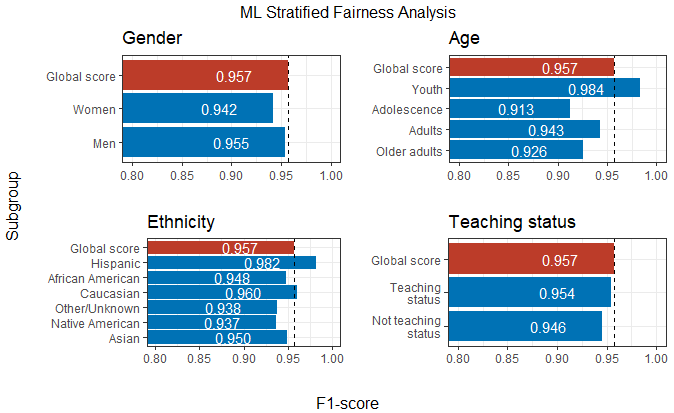 ML Stratified Fairness Analysis
Gender
Global score 0.957
Women 0.942
Men 0.955
0.80 0.85 0.90 0.95 1.00
Age
Global score 0.957
Youth 0.984
Adolescence 0.913
Adults 0.943
Older adults 0.926
0.80 0.85 0.90 0.95 1.00
Subgroup
Ethnicity
Global score 0.957
Hispanic 0.982
African American 0.948
Caucasian 0.960
Other/Unknown 0.938
Native American 0.937
Asian 0.950
0.80 0.85 0.90 0.95 1.00
Teaching status
Global score 0.957
Teaching
status 0.954
Not teaching
status 0.946
0.80 0.85 0.90 0.95 1.00
F1-score